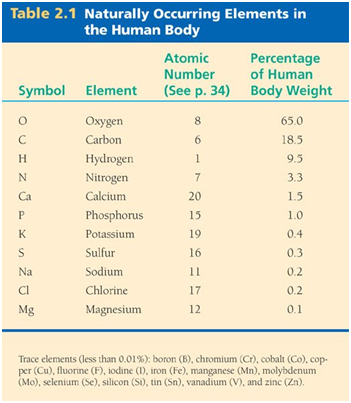 Table 2.1 Naturally Occurring Elements in
the Human Body
Symbol Element Atomic Number (See p. 34) Percentage of Human Body Weight
O Oxygen 8 65.0
C Carbon 6 18.5
H Hydrogen 1 9.5
N Nitrogen 7 3.3
Ca Calcium 20 1.5
P Phosphorus 15 1.0
K Potassium 19 0.4
S Sulfur 16 0.3
Na Sodium 11 0.2
Cl Chlorine 17 0.2
Mg Magnesium 12 0.1
Trace elements (less than 0.01%): boron (B), chromium (Cr), cobalt (Co), cop-
per (Cu), fluorine (F), iodine (I), iron (Fe), manganese (Mn), molybdenum
(Mo), selenium (Se), silicon (Si), tin (Sn), vanadium (V), and zinc (Zn).